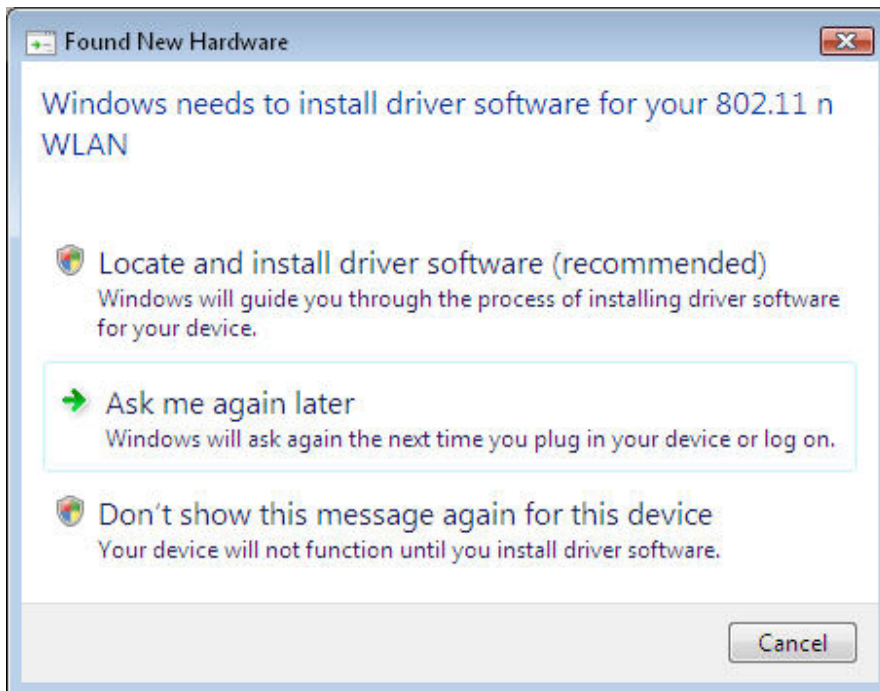 Found New Hardware
Windows needs to install driver software for your 802.11 n
WLAN
Locate and install driver software (recommended)
Windows will guide you through the process of installing driver software
for your device.
Ask me again later
Windows will ask again the next time you plug in your device or log on.
Don't show this message again for this device
Your device will not function until you install driver software.
Cancel